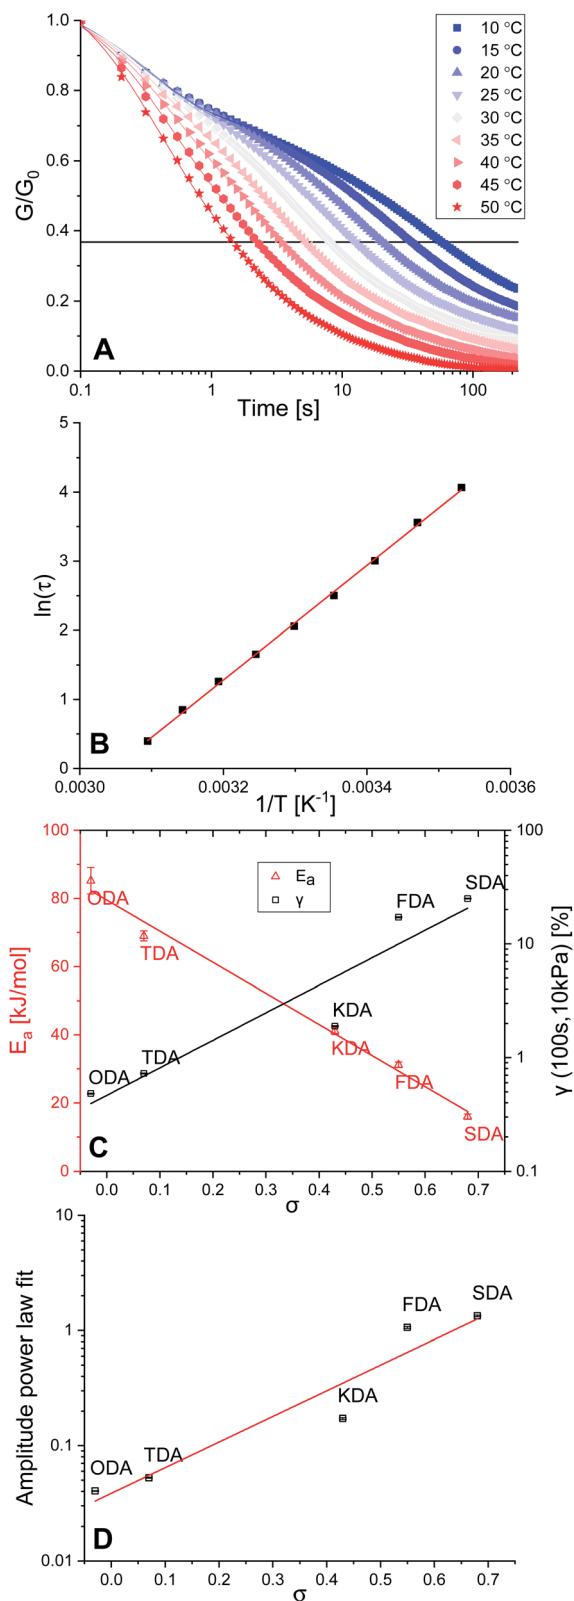 1.0
0.8
0.6
0.4
0.2
0.0
G/G0
10 °C
15 °C
20 °C
25 °C
30 °C
35 °C
40 °C
45 °C
50 °C
A
0.1
1
10
100
Time [s]
5
4
3
2
1
0
ln(τ)
B
0.0030
0.0032
0.0034
0.0036
1/T [K-1]
100
80
60
40
20
0
Ea [kJ/mol]
Ea
γ
ODA
TDA
KDA
FDA
SDA
ODA
TDA
KDA
FDA
SDA
100
10
1
0.1
γ (100s,10kPa) [%]
C
0.0
0.1
0.2
0.3
0.4
0.5
0.6
0.7
σ
10
1
0.1
0.01
Amplitude power law fit
ODA
TDA
KDA
FDA
SDA
D
0.0
0.1
0.2
0.3
0.4
0.5
0.6
0.7
σ